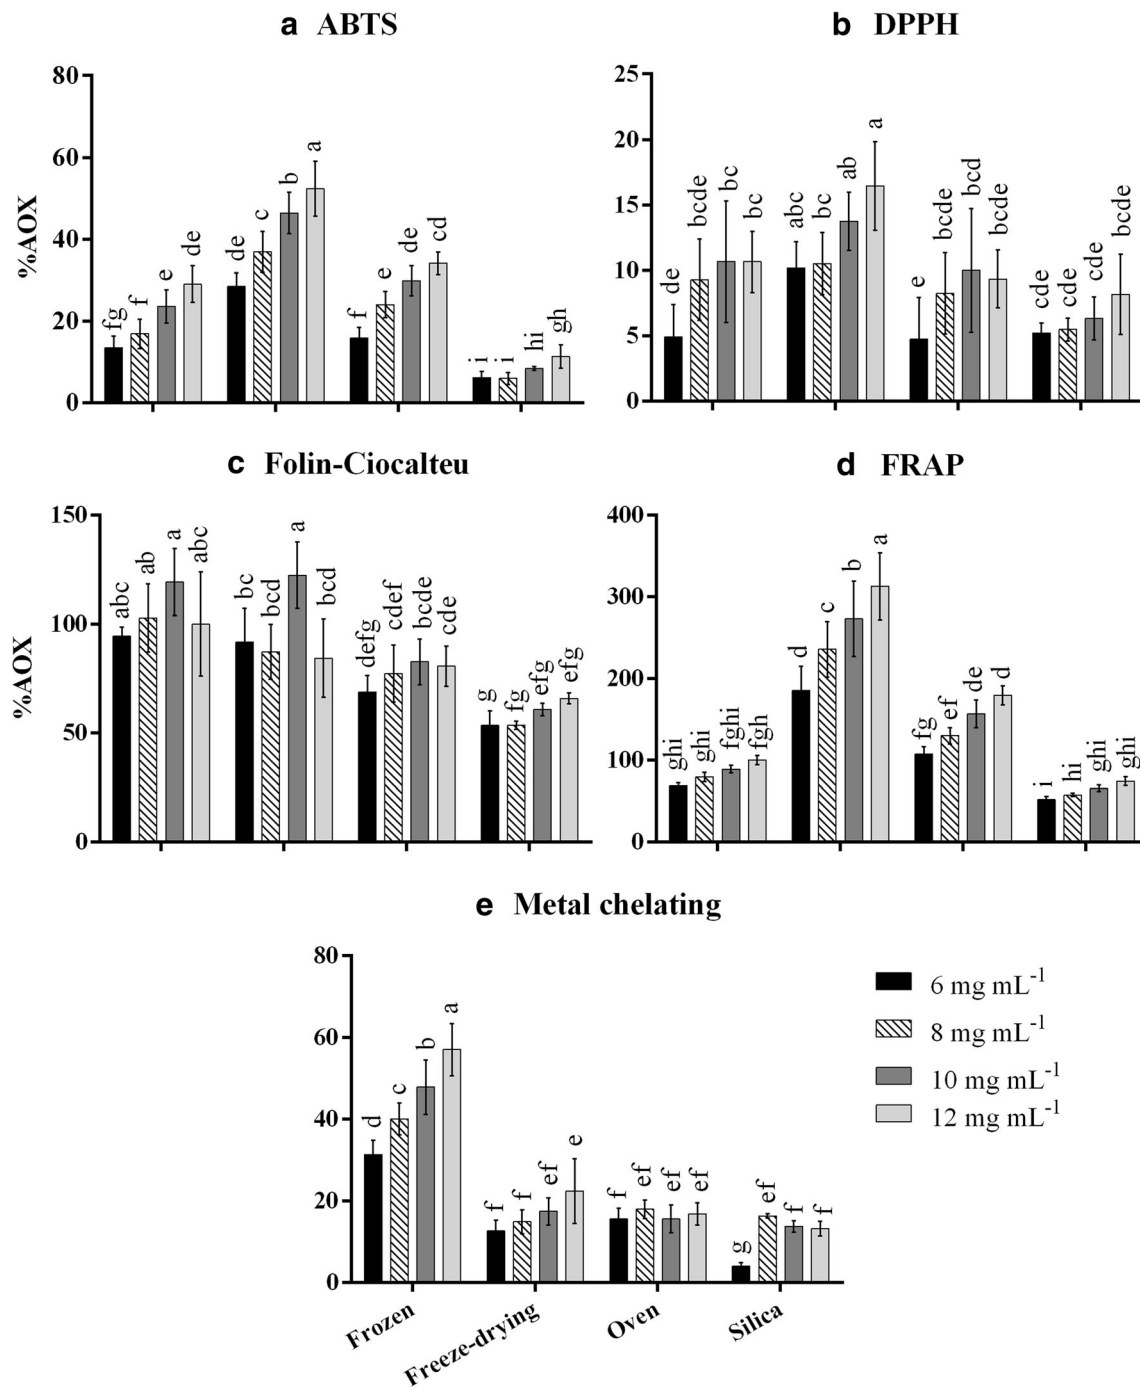 a ABTS
%AOX
80
60
40
20
0
fg f e de
de c b a
f e de cd
i i hi gh
b DPPH
25
20
15
10
5
0
de bcde bc bc
abc bc ab a
e bcde bcd bcde
cde cde cde bcde
c Folin-Ciocalteu
%AOX
150
100
50
0
abc ab a abc
bc bcd a bcd
defg cdef bcde cde
g fg efg efg
d FRAP
400
300
200
100
0
ghi ghi fghi fgh
d c b a
fg ef de d
i hi ghi ghi
e Metal chelating
80
60
40
20
0
d c b a
f f ef e
f ef ef ef
g ef f f
Frozen
Freeze-drying
Oven
Silica
6 mg mL-1
8 mg mL-1
10 mg mL-1
12 mg mL-1